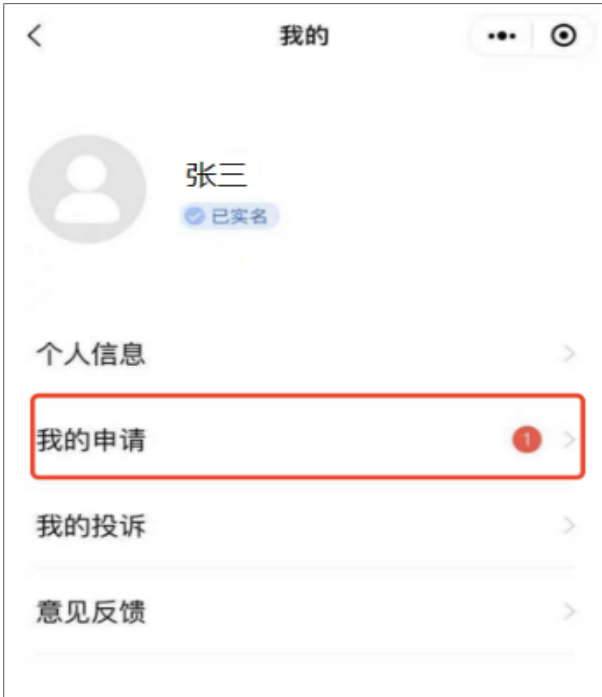 我的
张三
已实名
个人信息
我的申请 1
我的投诉
意见反馈